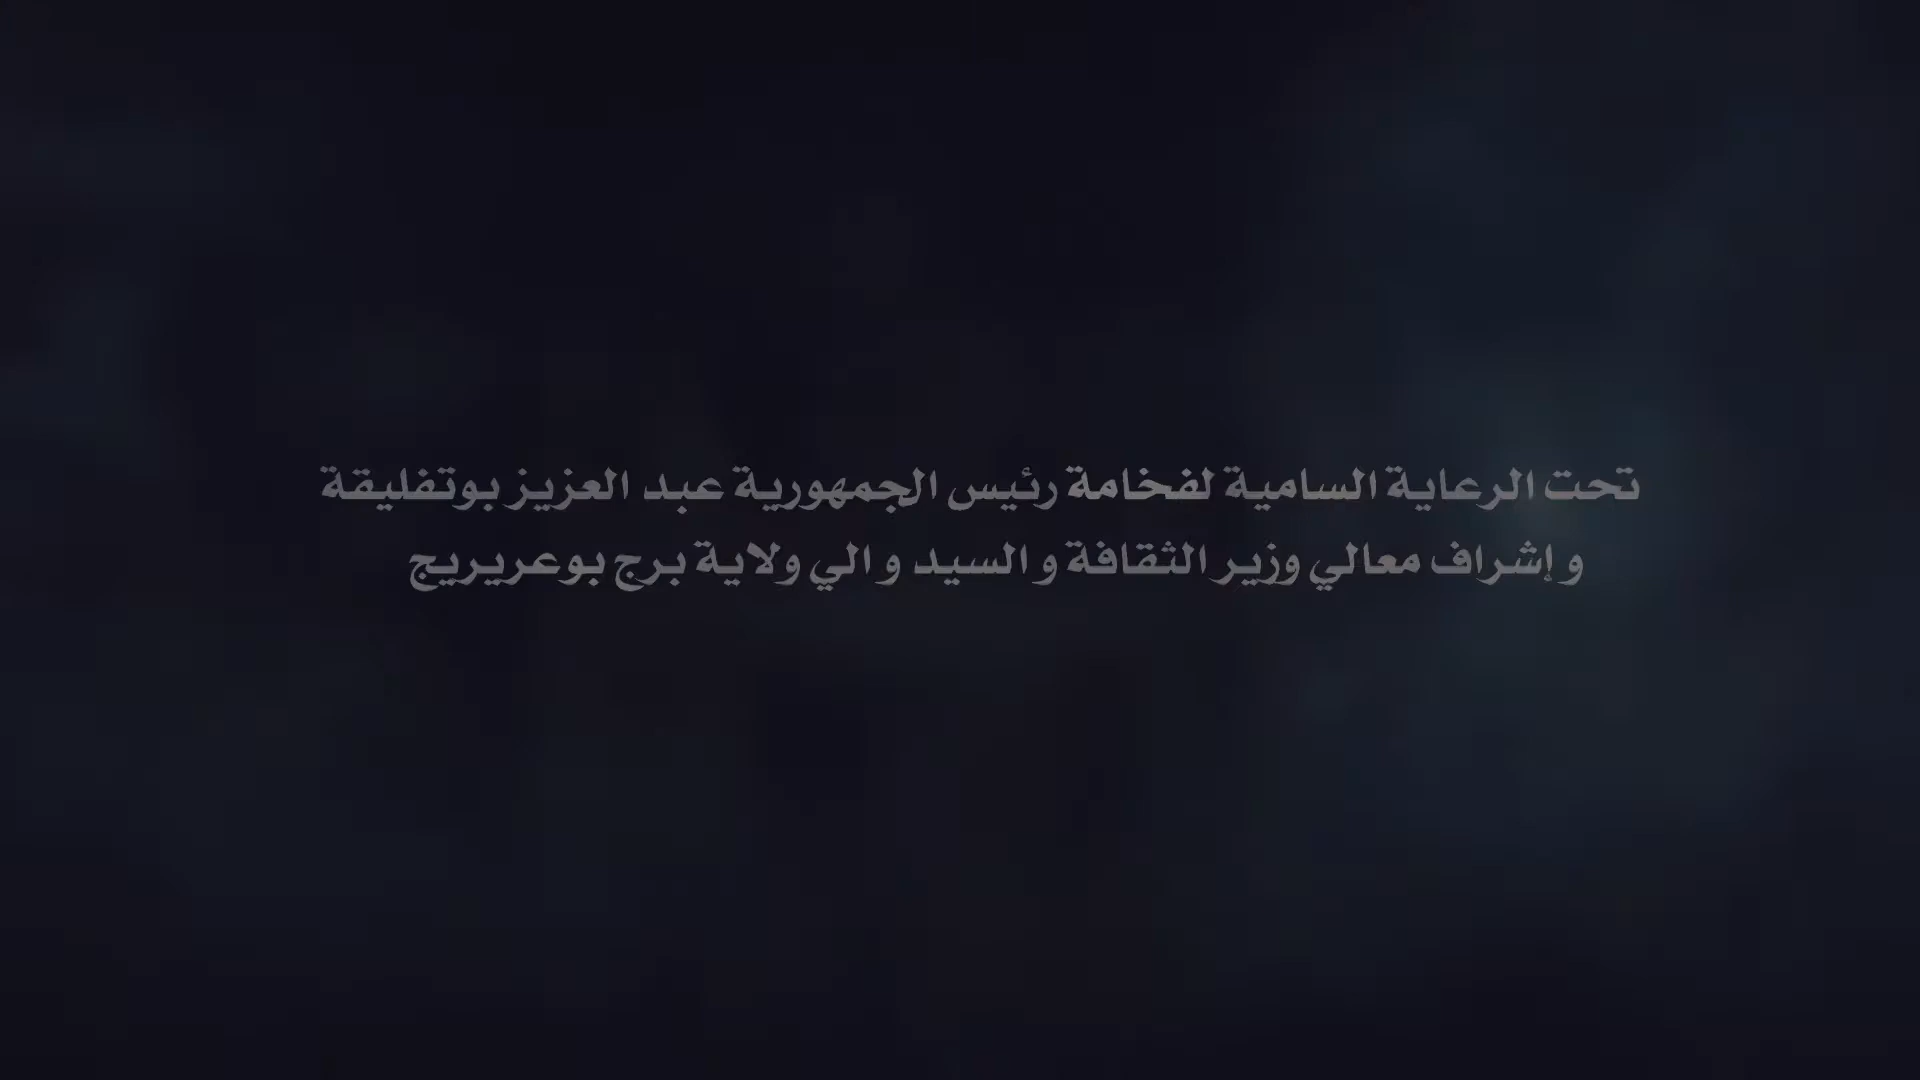 تحت الرعاية السامية لفخامة رئيس الجمهورية عبد العزيز بوتفليقة
و إشراف معالي وزير الثقافة و السيد و الي ولاية برج بوعريريج